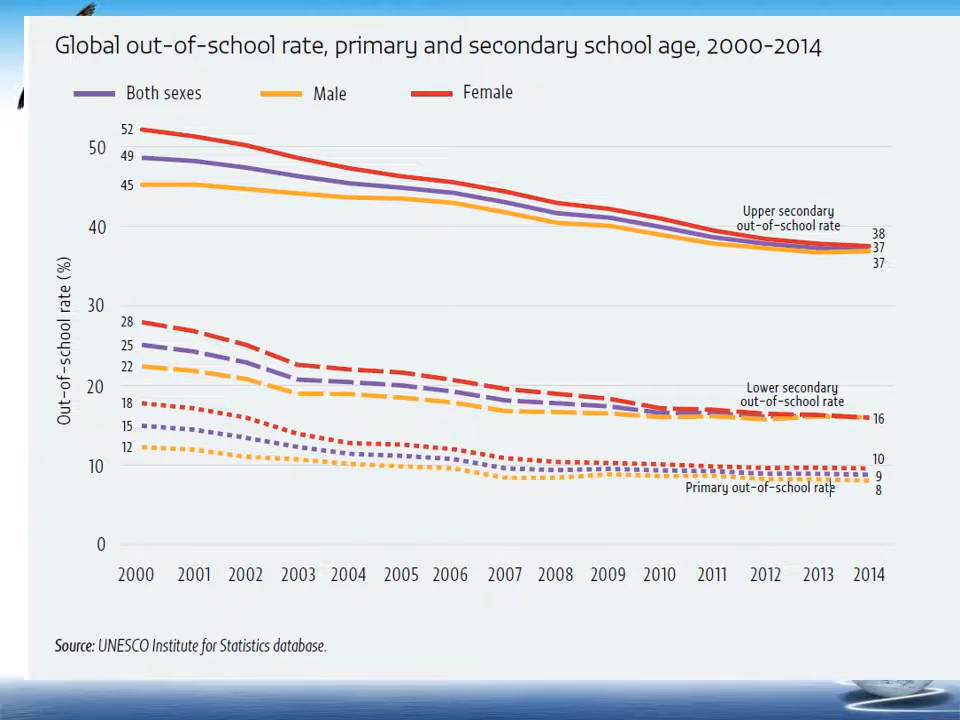 Global out-of-school rate, primary and secondary school age, 2000-2014
Both sexes Male Female
52
50
49
45
40
Upper secondary
out-of-school rate
38
37
37
Out-of-school rate (%)
30
28
25
22
20
18
15
12
10
0
Lower secondary
out-of-school rate
16
10
9
8
Primary out-of-school rate
2000 2001 2002 2003 2004 2005 2006 2007 2008 2009 2010 2011 2012 2013 2014
Source: UNESCO Institute for Statistics database.